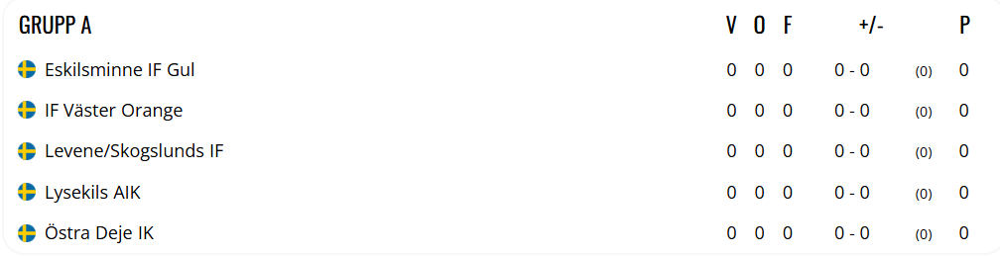 GRUPP A V O F +/- P
Eskilsminne IF Gul 0 0 0 0 - 0 (0) 0
IF Väster Orange 0 0 0 0 - 0 (0) 0
Levene/Skogslunds IF 0 0 0 0 - 0 (0) 0
Lysekils AIK 0 0 0 0 - 0 (0) 0
Östra Deje IK 0 0 0 0 - 0 (0) 0